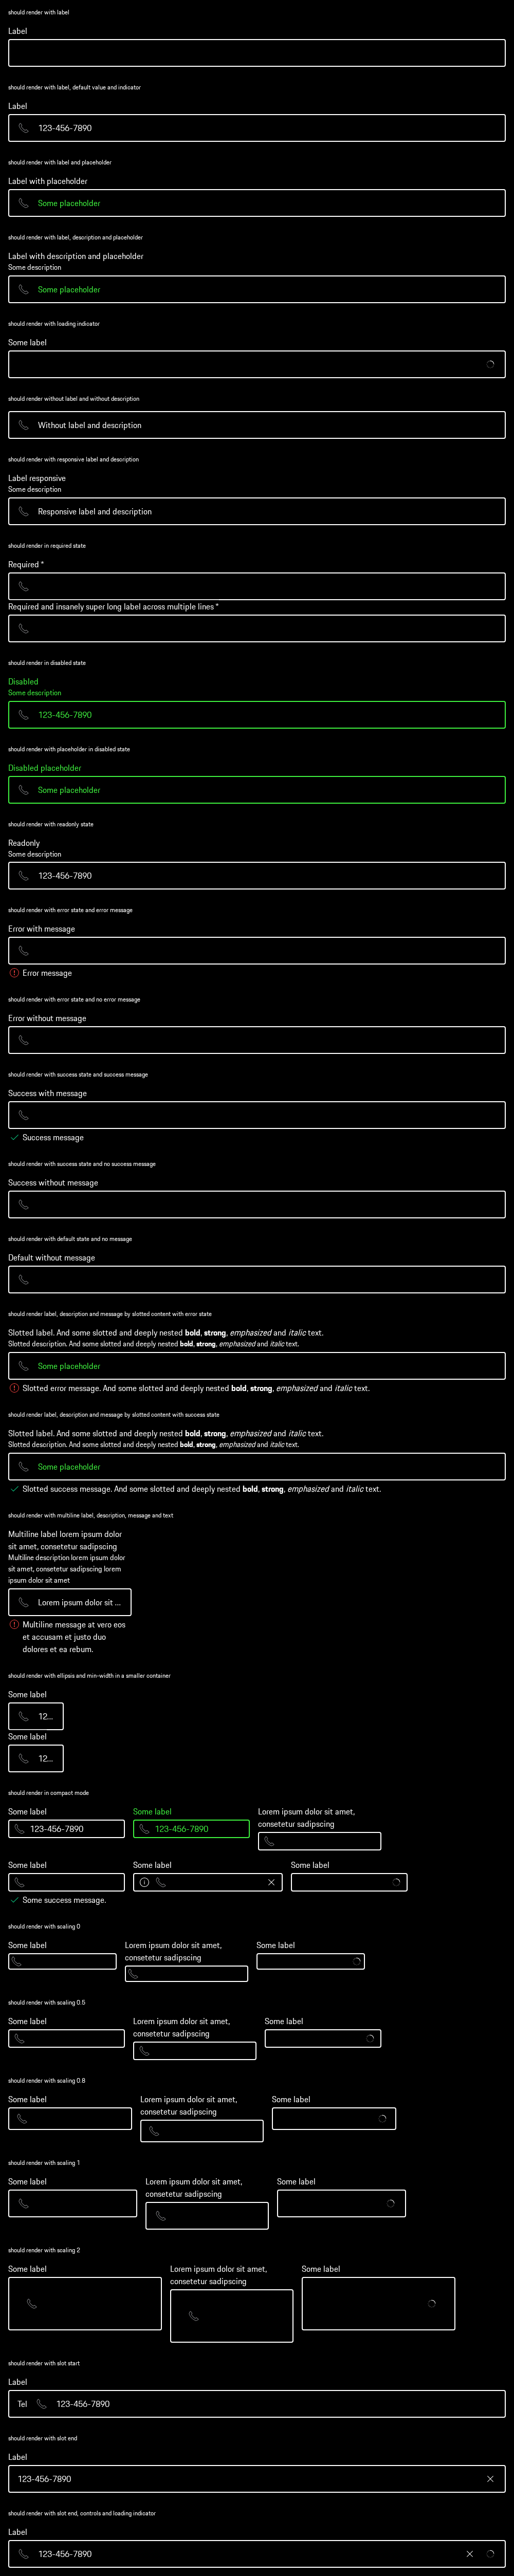 should render with label
Label
should render with label, default value and indicator
Label
123-456-7890
should render with label and placeholder
Label with placeholder
Some placeholder
should render with label, description and placeholder
Label with description and placeholder
Some description
Some placeholder
should render with loading indicator
Some label
should render without label and without description
Without label and description
should render with responsive label and description
Label responsive
Some description
Responsive label and description
should render in required state
Required *
Required and insanely super long label across multiple lines *
should render in disabled state
Disabled
Some description
123-456-7890
should render with placeholder in disabled state
Disabled placeholder
Some placeholder
should render with readonly state
Readonly
Some description
123-456-7890
should render with error state and error message
Error with message
Error message
should render with error state and no error message
Error without message
should render with success state and success message
Success with message
Success message
should render with success state and no success message
Success without message
should render with default state and no message
Default without message
should render label, description and message by slotted content with error state
Slotted label. And some slotted and deeply nested bold, strong, emphasized and italic text.
Slotted description. And some slotted and deeply nested bold, strong, emphasized and italic text.
Some placeholder
Slotted error message. And some slotted and deeply nested bold, strong, emphasized and italic text.
should render label, description and message by slotted content with success state
Slotted label. And some slotted and deeply nested bold, strong, emphasized and italic text.
Slotted description. And some slotted and deeply nested bold, strong, emphasized and italic text.
Some placeholder
Slotted success message. And some slotted and deeply nested bold, strong, emphasized and italic text.
should render with multiline label, description, message and text
Multiline label lorem ipsum dolor
sit amet, consetetur sadipscing
Multiline description lorem ipsum dolor
sit amet, consetetur sadipscing lorem
ipsum dolor sit amet
Lorem ipsum dolor sit ...
Multiline message at vero eos
et accusam et justo duo
dolores et ea rebum.
should render with ellipsis and min-width in a smaller container
Some label
12...
Some label
12...
should render in compact mode
Some label
123-456-7890
Some label
123-456-7890
Lorem ipsum dolor sit amet,
consetetur sadipscing
Some label
Some success message.
Some label
Some label
should render with scaling 0
Some label
Lorem ipsum dolor sit amet,
consetetur sadipscing
Some label
should render with scaling 0.5
Some label
Lorem ipsum dolor sit amet,
consetetur sadipscing
Some label
should render with scaling 0.8
Some label
Lorem ipsum dolor sit amet,
consetetur sadipscing
Some label
should render with scaling 1
Some label
Lorem ipsum dolor sit amet,
consetetur sadipscing
Some label
should render with scaling 2
Some label
Lorem ipsum dolor sit amet,
consetetur sadipscing
Some label
should render with slot start
Label
Tel 123-456-7890
should render with slot end
Label
123-456-7890
should render with slot end, controls and loading indicator
Label
123-456-7890